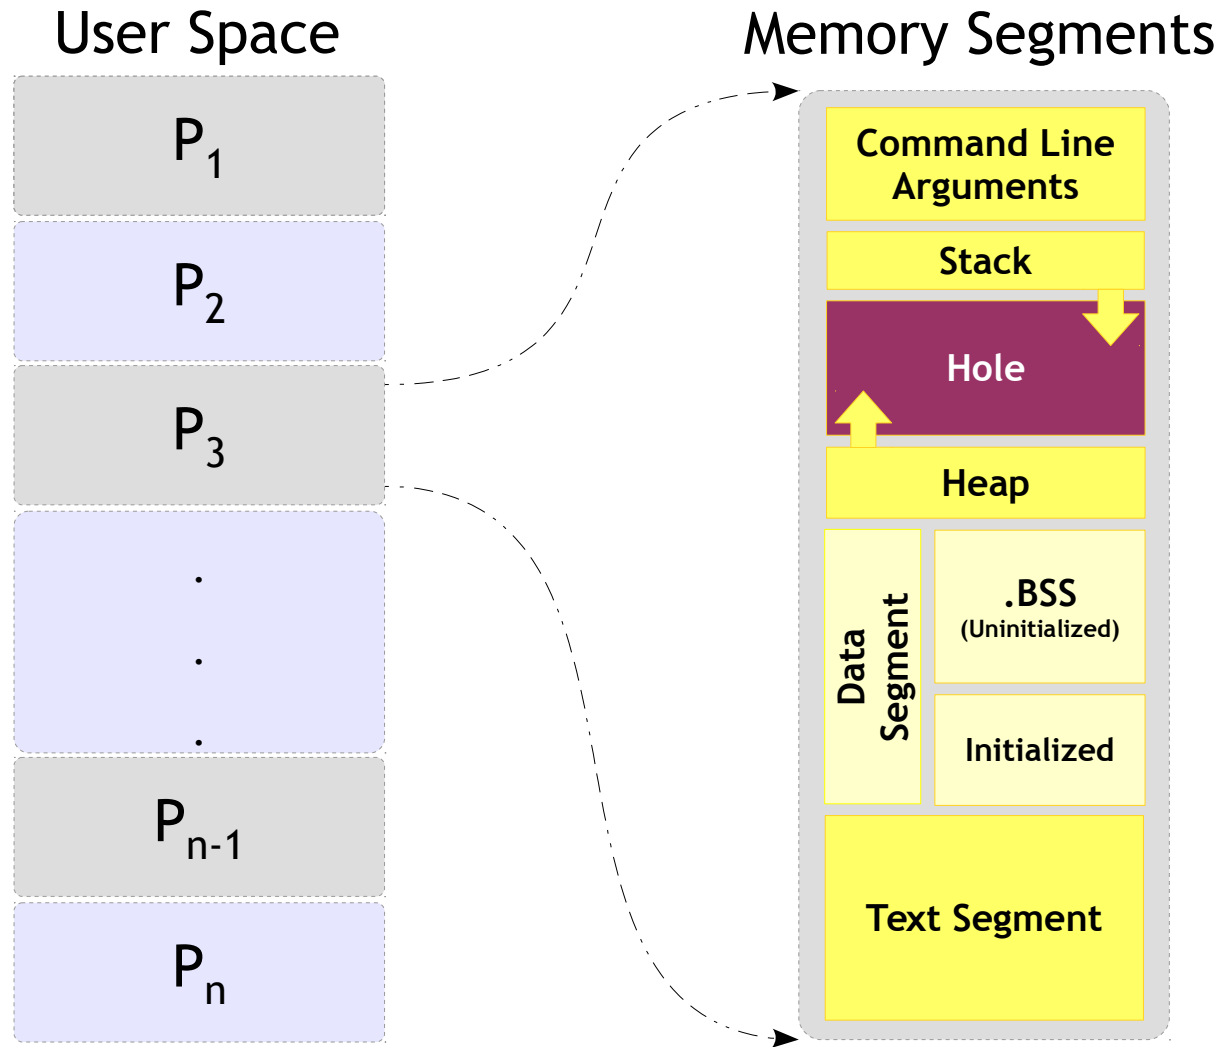 User Space
P1
P2
P3
.
.
.
Pn-1
Pn
Memory Segments
Command Line
Arguments
Stack
Hole
Heap
Data
Segment
.BSS
(Uninitialized)
Initialized
Text Segment